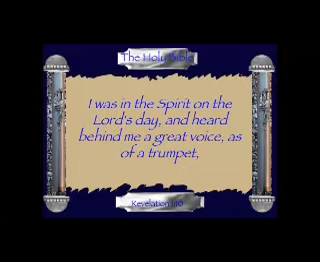 The Holy Bible
I was in the Spirit on the
Lord's day, and heard
behind me a great voice, as
of a trumpet,
Revelation 1:10